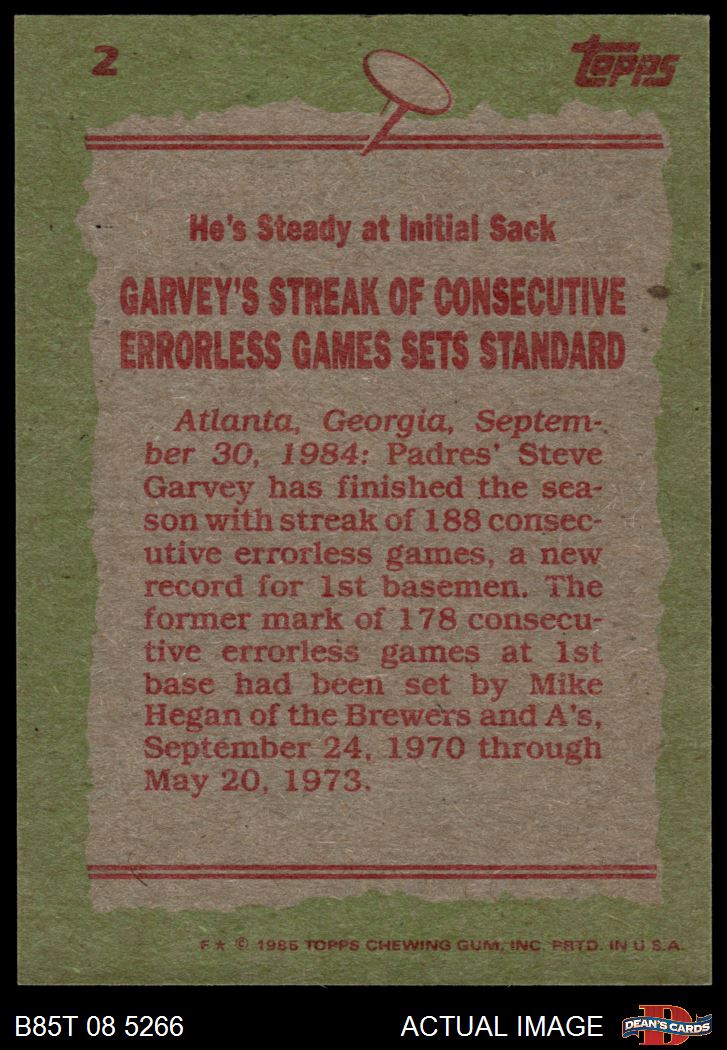 2
Topps
He's Steady at Initial Sack
GARVEY'S STREAK OF CONSECUTIVE
ERRORLESS GAMES SETS STANDARD
Atlanta, Georgia, Septem-
ber 30, 1984: Padres' Steve
Garvey has finished the sea-
son with streak of 188 consec-
utive errorless games, a new
record for 1st basemen. The
former mark of 178 consecu-
tive errorless games at 1st
base had been set by Mike
Hegan of the Brewers and A's,
September 24, 1970 through
May 20, 1973.
F★ © 1985 TOPPS CHEWING GUM, INC. PRTD. IN U.S.A.
B85T 08 5266
ACTUAL IMAGE
D
DEAN'S CARDS